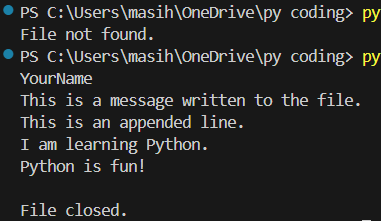 PS C:\Users\masih\OneDrive\py coding> py
File not found.
PS C:\Users\masih\OneDrive\py coding> py
YourName
This is a message written to the file.
This is an appended line.
I am learning Python.
Python is fun!
File closed.